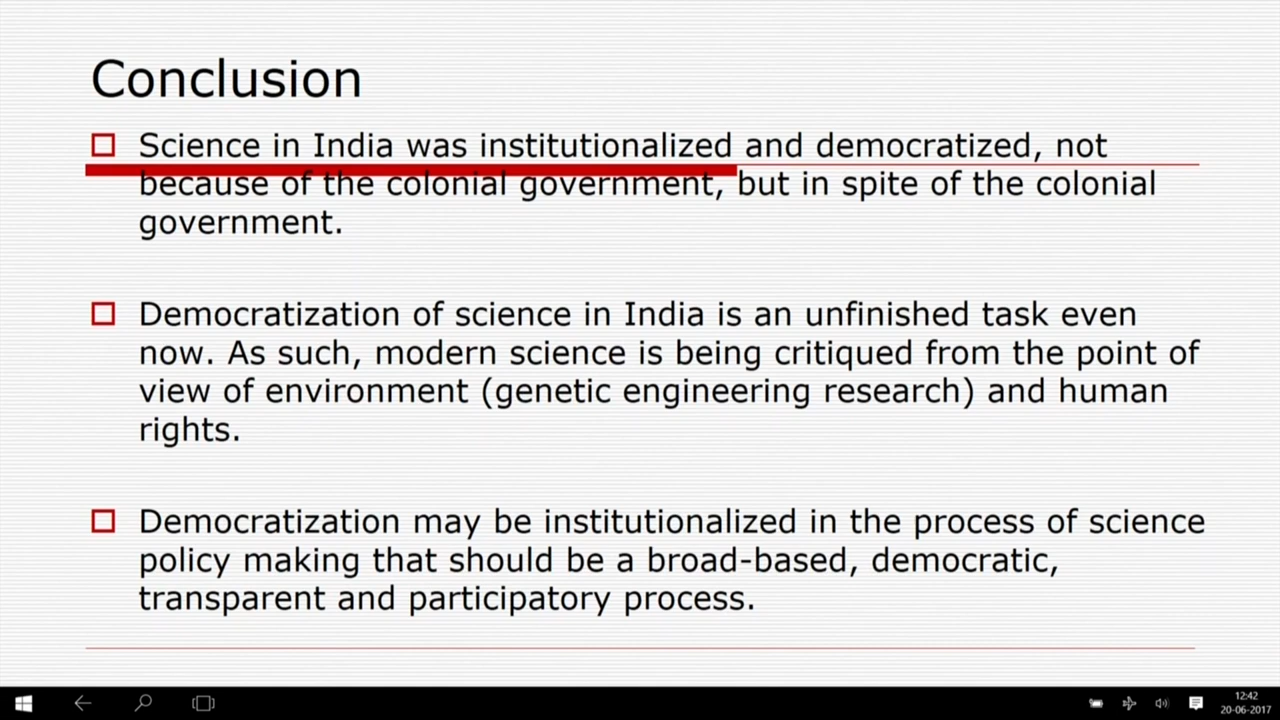 Conclusion
Science in India was institutionalized and democratized, not
because of the colonial government, but in spite of the colonial
government.
Democratization of science in India is an unfinished task even
now. As such, modern science is being critiqued from the point of
view of environment (genetic engineering research) and human
rights.
Democratization may be institutionalized in the process of science
policy making that should be a broad-based, democratic,
transparent and participatory process.
12:42
20-06-2017